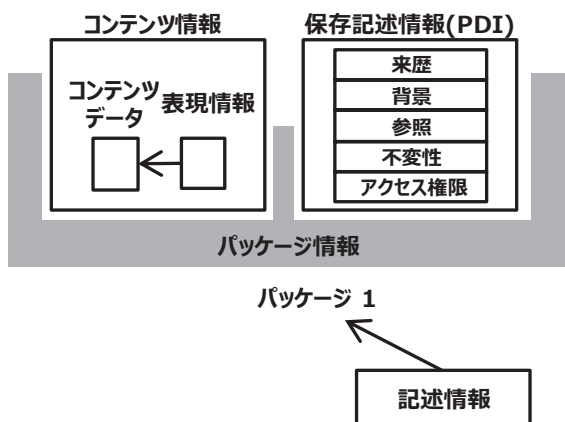 コンテンツ情報
保存記述情報(PDI)
コンテンツ
データ
表現情報
来歴
背景
参照
不変性
アクセス権限
パッケージ情報
パッケージ 1
記述情報